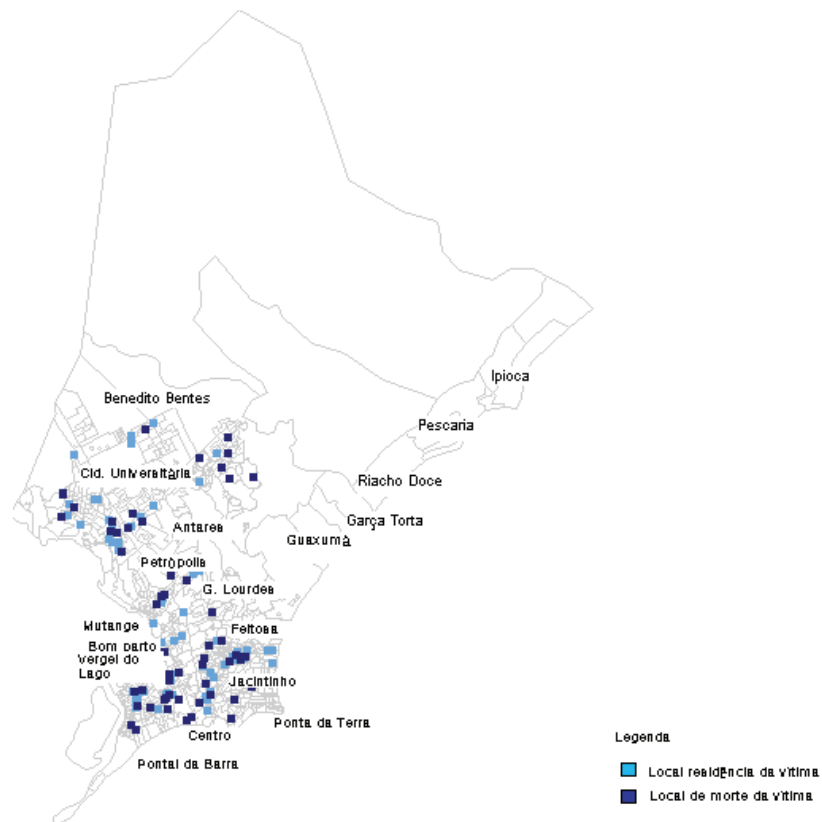 Ipioca
Benedito Bentes
Pescaria
Cid. Universitária
Riacho Doce
Garça Torta
Antares
Guaxumà
Petrópolis
G. Lourdes
Mutange
Feitosa
Bom parto
Vergel do
Lago
Jacintinho
Ponta da Terra
Centro
Pontal da Barra
Legenda
Local residência da vítima
Local de morte da vítima